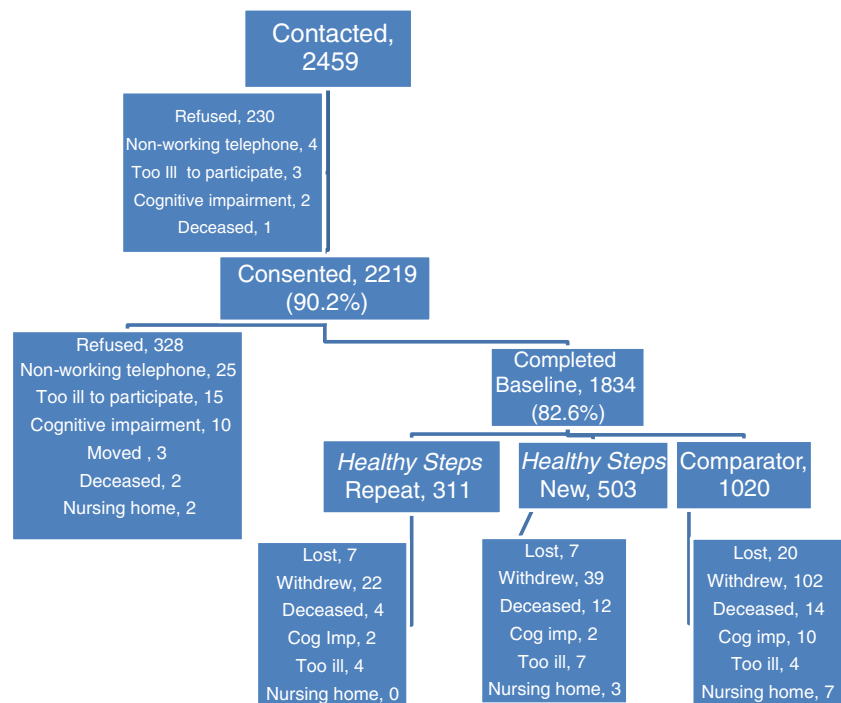 Contacted,
2459
Refused, 230
Non-working telephone, 4
Too Ill to participate, 3
Cognitive impairment, 2
Deceased, 1
Consented, 2219
(90.2%)
Refused, 328
Non-working telephone, 25
Too ill to participate, 15
Cognitive impairment, 10
Moved , 3
Deceased, 2
Nursing home, 2
Completed
Baseline, 1834
(82.6%)
Healthy Steps
Repeat, 311
Healthy Steps
New, 503
Comparator,
1020
Lost, 7
Withdrew, 22
Deceased, 4
Cog Imp, 2
Too ill, 4
Nursing home, 0
Lost, 7
Withdrew, 39
Deceased, 12
Cog imp, 2
Too ill, 7
Nursing home, 3
Lost, 20
Withdrew, 102
Deceased, 14
Cog imp, 10
Too ill, 4
Nursing home, 7